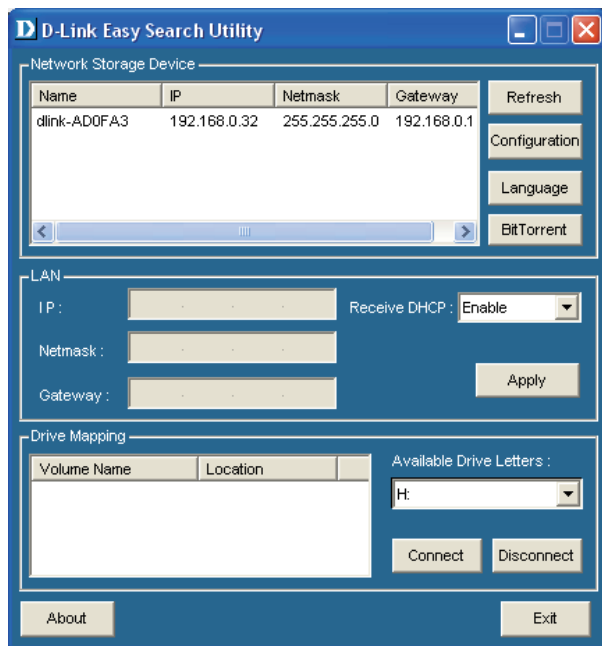 D D-Link Easy Search Utility
Network Storage Device
Name IP Netmask Gateway
dlink-AD0FA3 192.168.0.32 255.255.255.0 192.168.0.1
Refresh
Configuration
Language
BitTorrent
LAN
IP :
Receive DHCP : Enable
Netmask :
Gateway :
Apply
Drive Mapping
Volume Name Location
Available Drive Letters :
H:
Connect Disconnect
About Exit